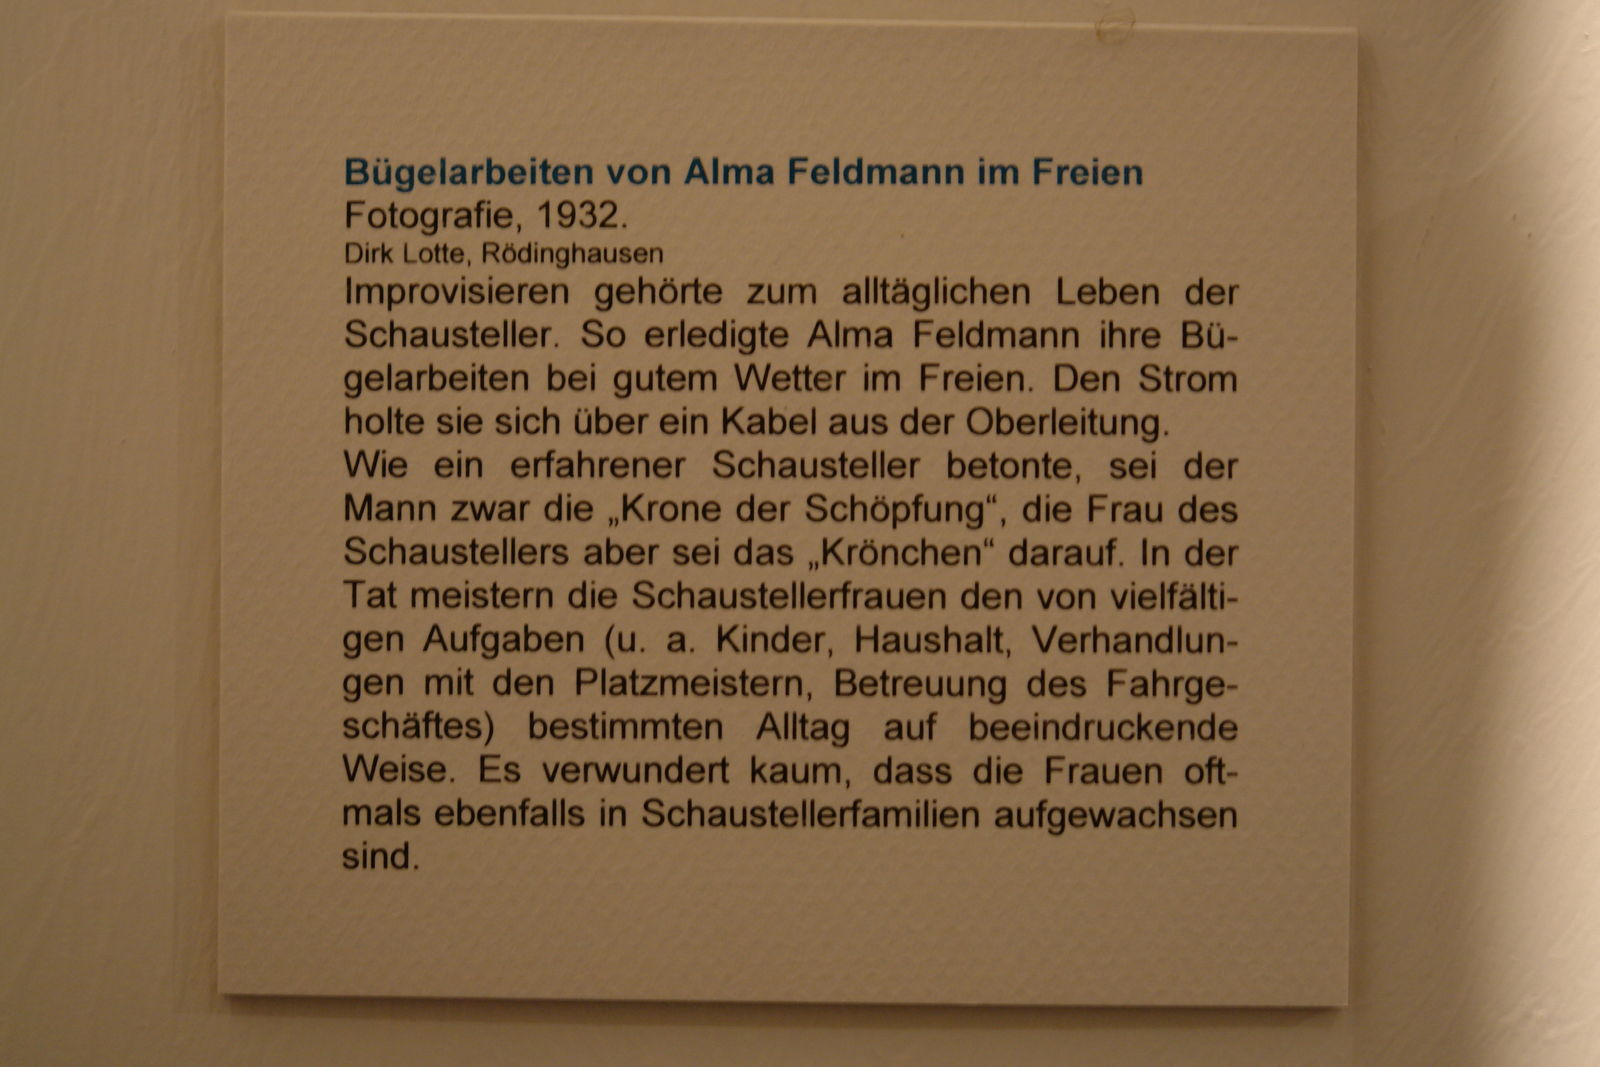 Bügelarbeiten von Alma Feldmann im Freien
Fotografie, 1932.
Dirk Lotte, Rödinghausen
Improvisieren gehörte zum alltäglichen Leben der
Schausteller. So erledigte Alma Feldmann ihre Bü-
gelarbeiten bei gutem Wetter im Freien. Den Strom
holte sie sich über ein Kabel aus der Oberleitung.
Wie ein erfahrener Schausteller betonte, sei der
Mann zwar die „Krone der Schöpfung“, die Frau des
Schaustellers aber sei das „Krönchen“ darauf. In der
Tat meistern die Schaustellerfrauen den von vielfälti-
gen Aufgaben (u. a. Kinder, Haushalt, Verhandlun-
gen mit den Platzmeistern, Betreuung des Fahrge-
schäftes) bestimmten Alltag auf beeindruckende
Weise. Es verwundert kaum, dass die Frauen oft-
mals ebenfalls in Schaustellerfamilien aufgewachsen
sind.